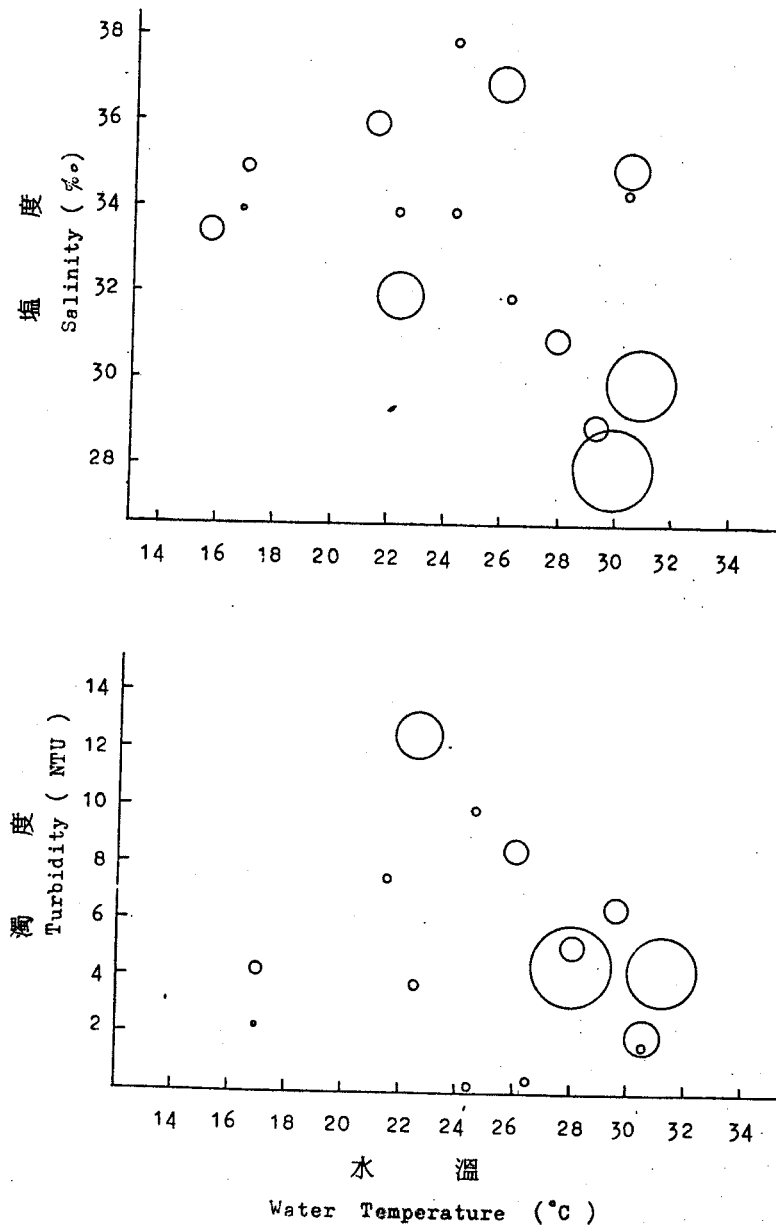 38
36
34
32
30
28
塩 度
Salinity ( ‰ )
14 16 18 20 22 24 26 28 30 32 34
14
12
10
8
6
4
2
濁 度
Turbidity ( NTU )
14 16 18 20 22 24 26 28 30 32 34
水 溫
Water Temperature (°C )